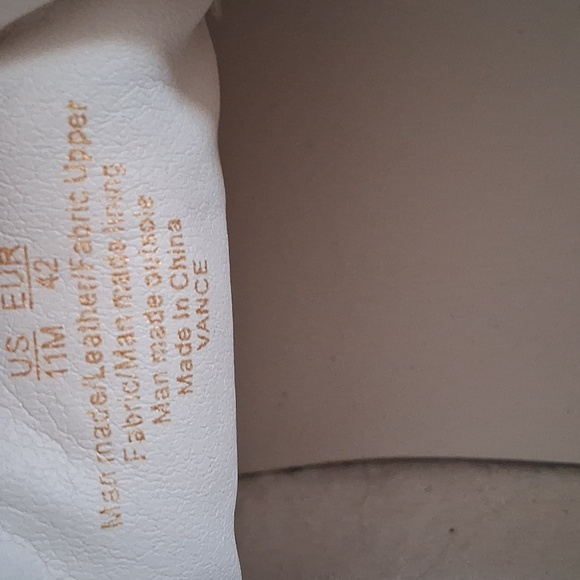 US EUR
11M 42
Man made/Leather/Fabric Upper
Fabric/Man made lining
Man made outsole
Made In China
VANCE